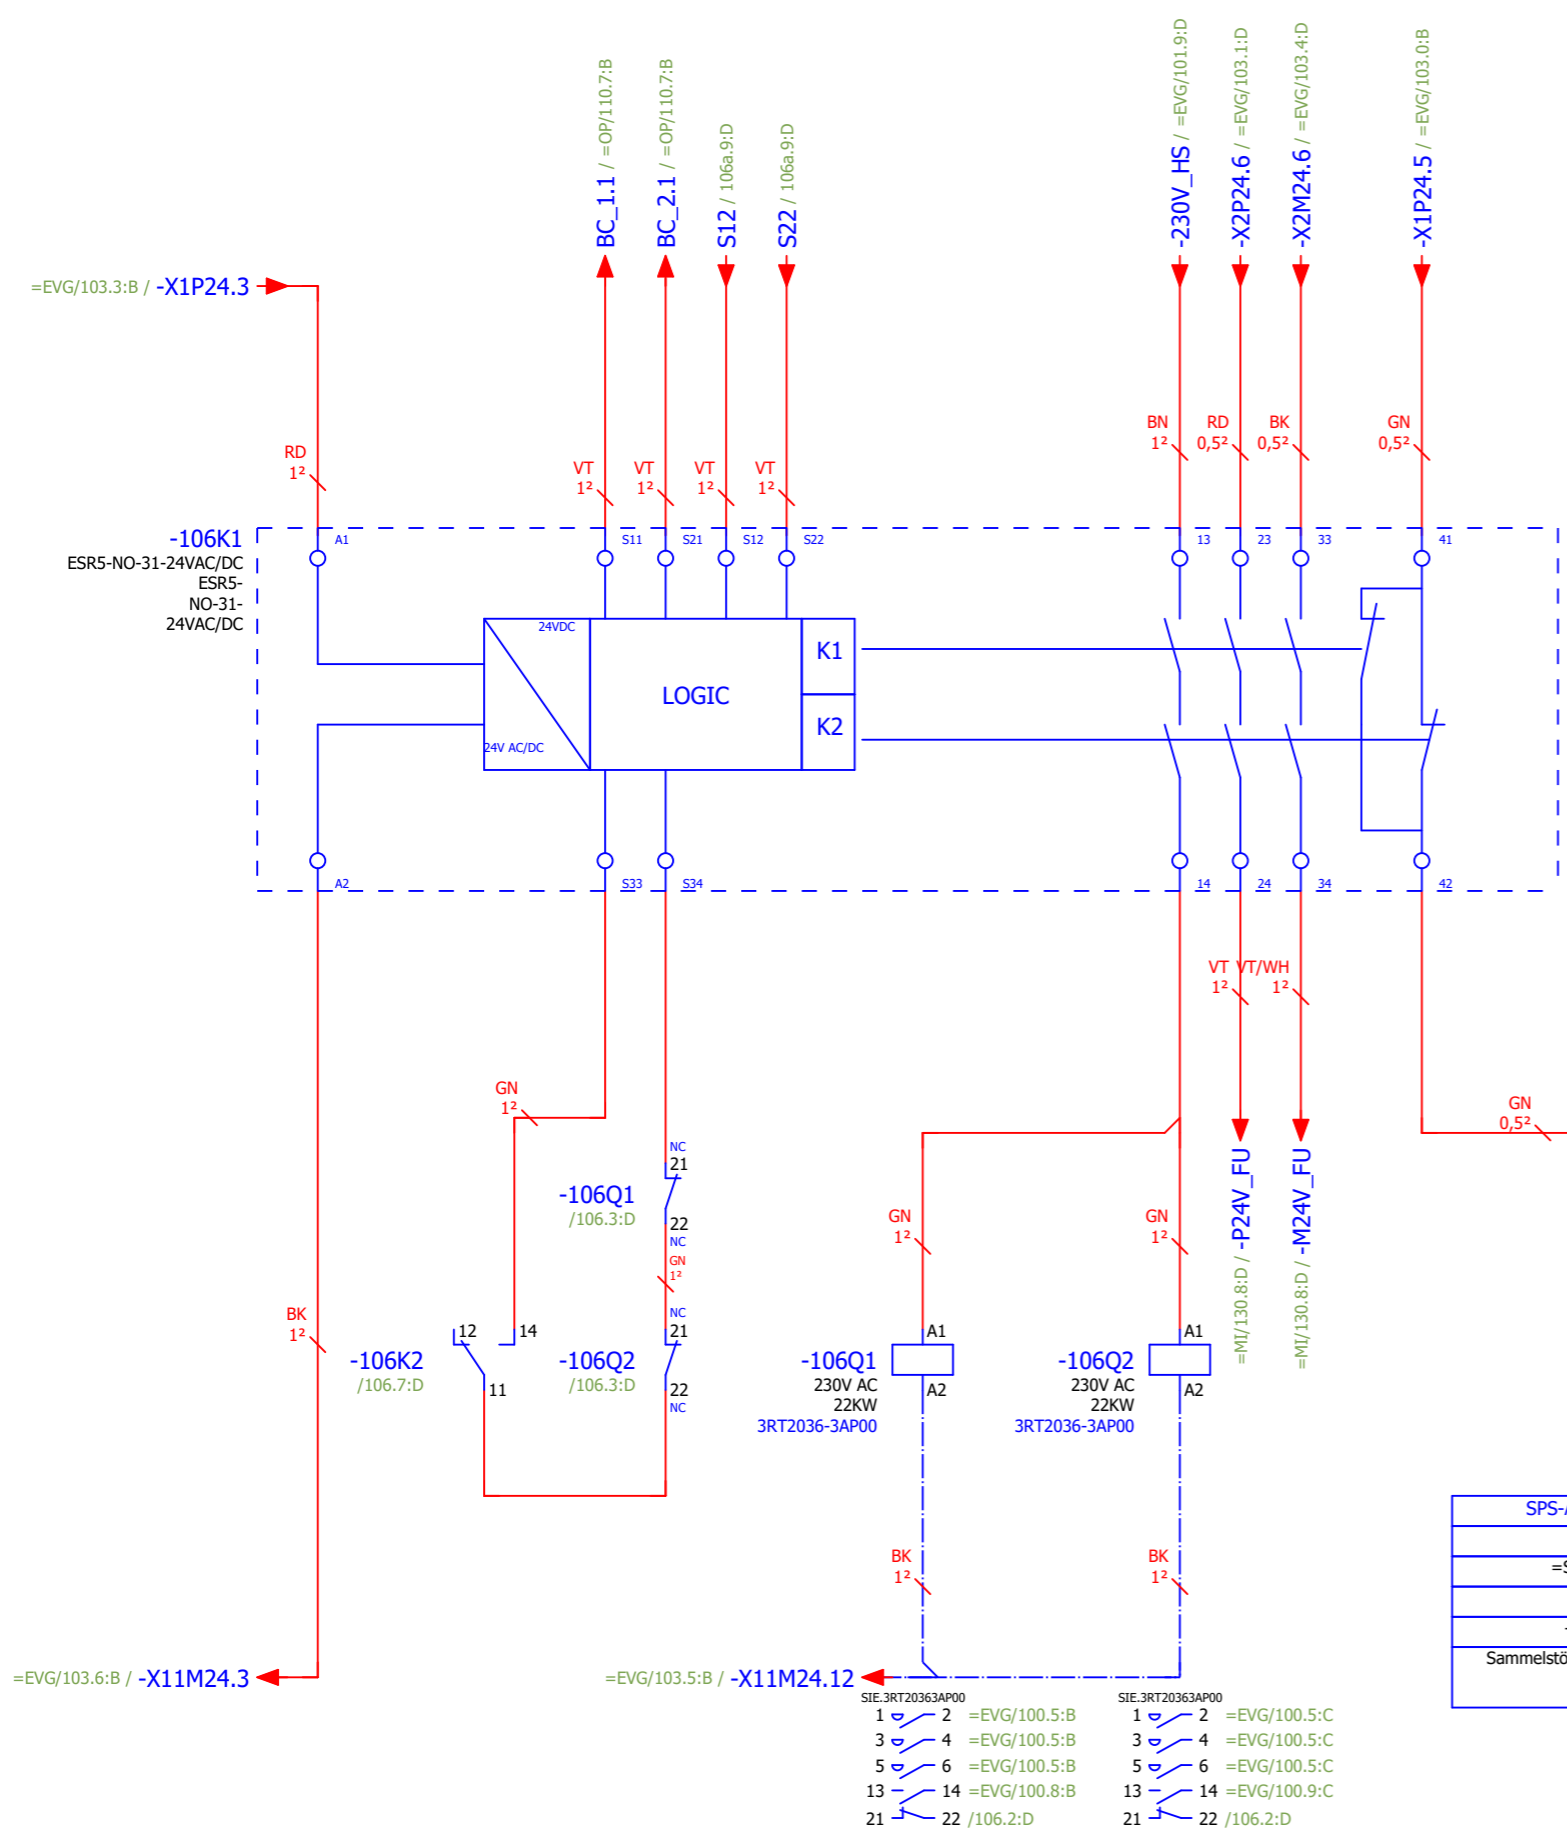 BC_1.1 / =OP/110.7:B
BC_2.1 / =OP/110.7:B
S12 / 106a.9:D
S22 / 106a.9:D
-230V_HS / =EVG/101.9:D
-X2P24.6 / =EVG/103.1:D
-X2M24.6 / =EVG/103.4:D
-X1P24.5 / =EVG/103.0:B
=EVG/103.3:B / -X1P24.3
RD
1²
VT
1²
VT
1²
VT
1²
VT
1²
BN
1²
RD
0,5²
BK
0,5²
GN
0,5²
-106K1
ESR5-NO-31-24VAC/DC
ESR5-
NO-31-
24VAC/DC
A1
S11
S21
S12
S22
13
23
33
41
24VDC
24V AC/DC
LOGIC
K1
K2
A2
S33
S34
14
24
34
42
VT
1²
VT/WH
1²
GN
1²
GN
0,5²
NC
21
-106Q1
/106.3:D
22
NC
GN
1²
NC
21
-106Q2
/106.3:D
22
NC
BK
1²
12
14
-106K2
/106.7:D
11
GN
1²
GN
1²
=MI/130.8:D / -P24V_FU
=MI/130.8:D / -M24V_FU
A1
-106Q1
230V AC
A2
22KW
3RT2036-3AP00
A1
-106Q2
230V AC
A2
22KW
3RT2036-3AP00
BK
1²
BK
1²
SPS-A
=S
-
Sammelstö
=EVG/103.6:B / -X11M24.3
=EVG/103.5:B / -X11M24.12
SIE.3RT20363AP00
1 2 =EVG/100.5:B
3 4 =EVG/100.5:B
5 6 =EVG/100.5:B
13 14 =EVG/100.8:B
21 22 /106.2:D
SIE.3RT20363AP00
1 2 =EVG/100.5:C
3 4 =EVG/100.5:C
5 6 =EVG/100.5:C
13 14 =EVG/100.9:C
21 22 /106.2:D